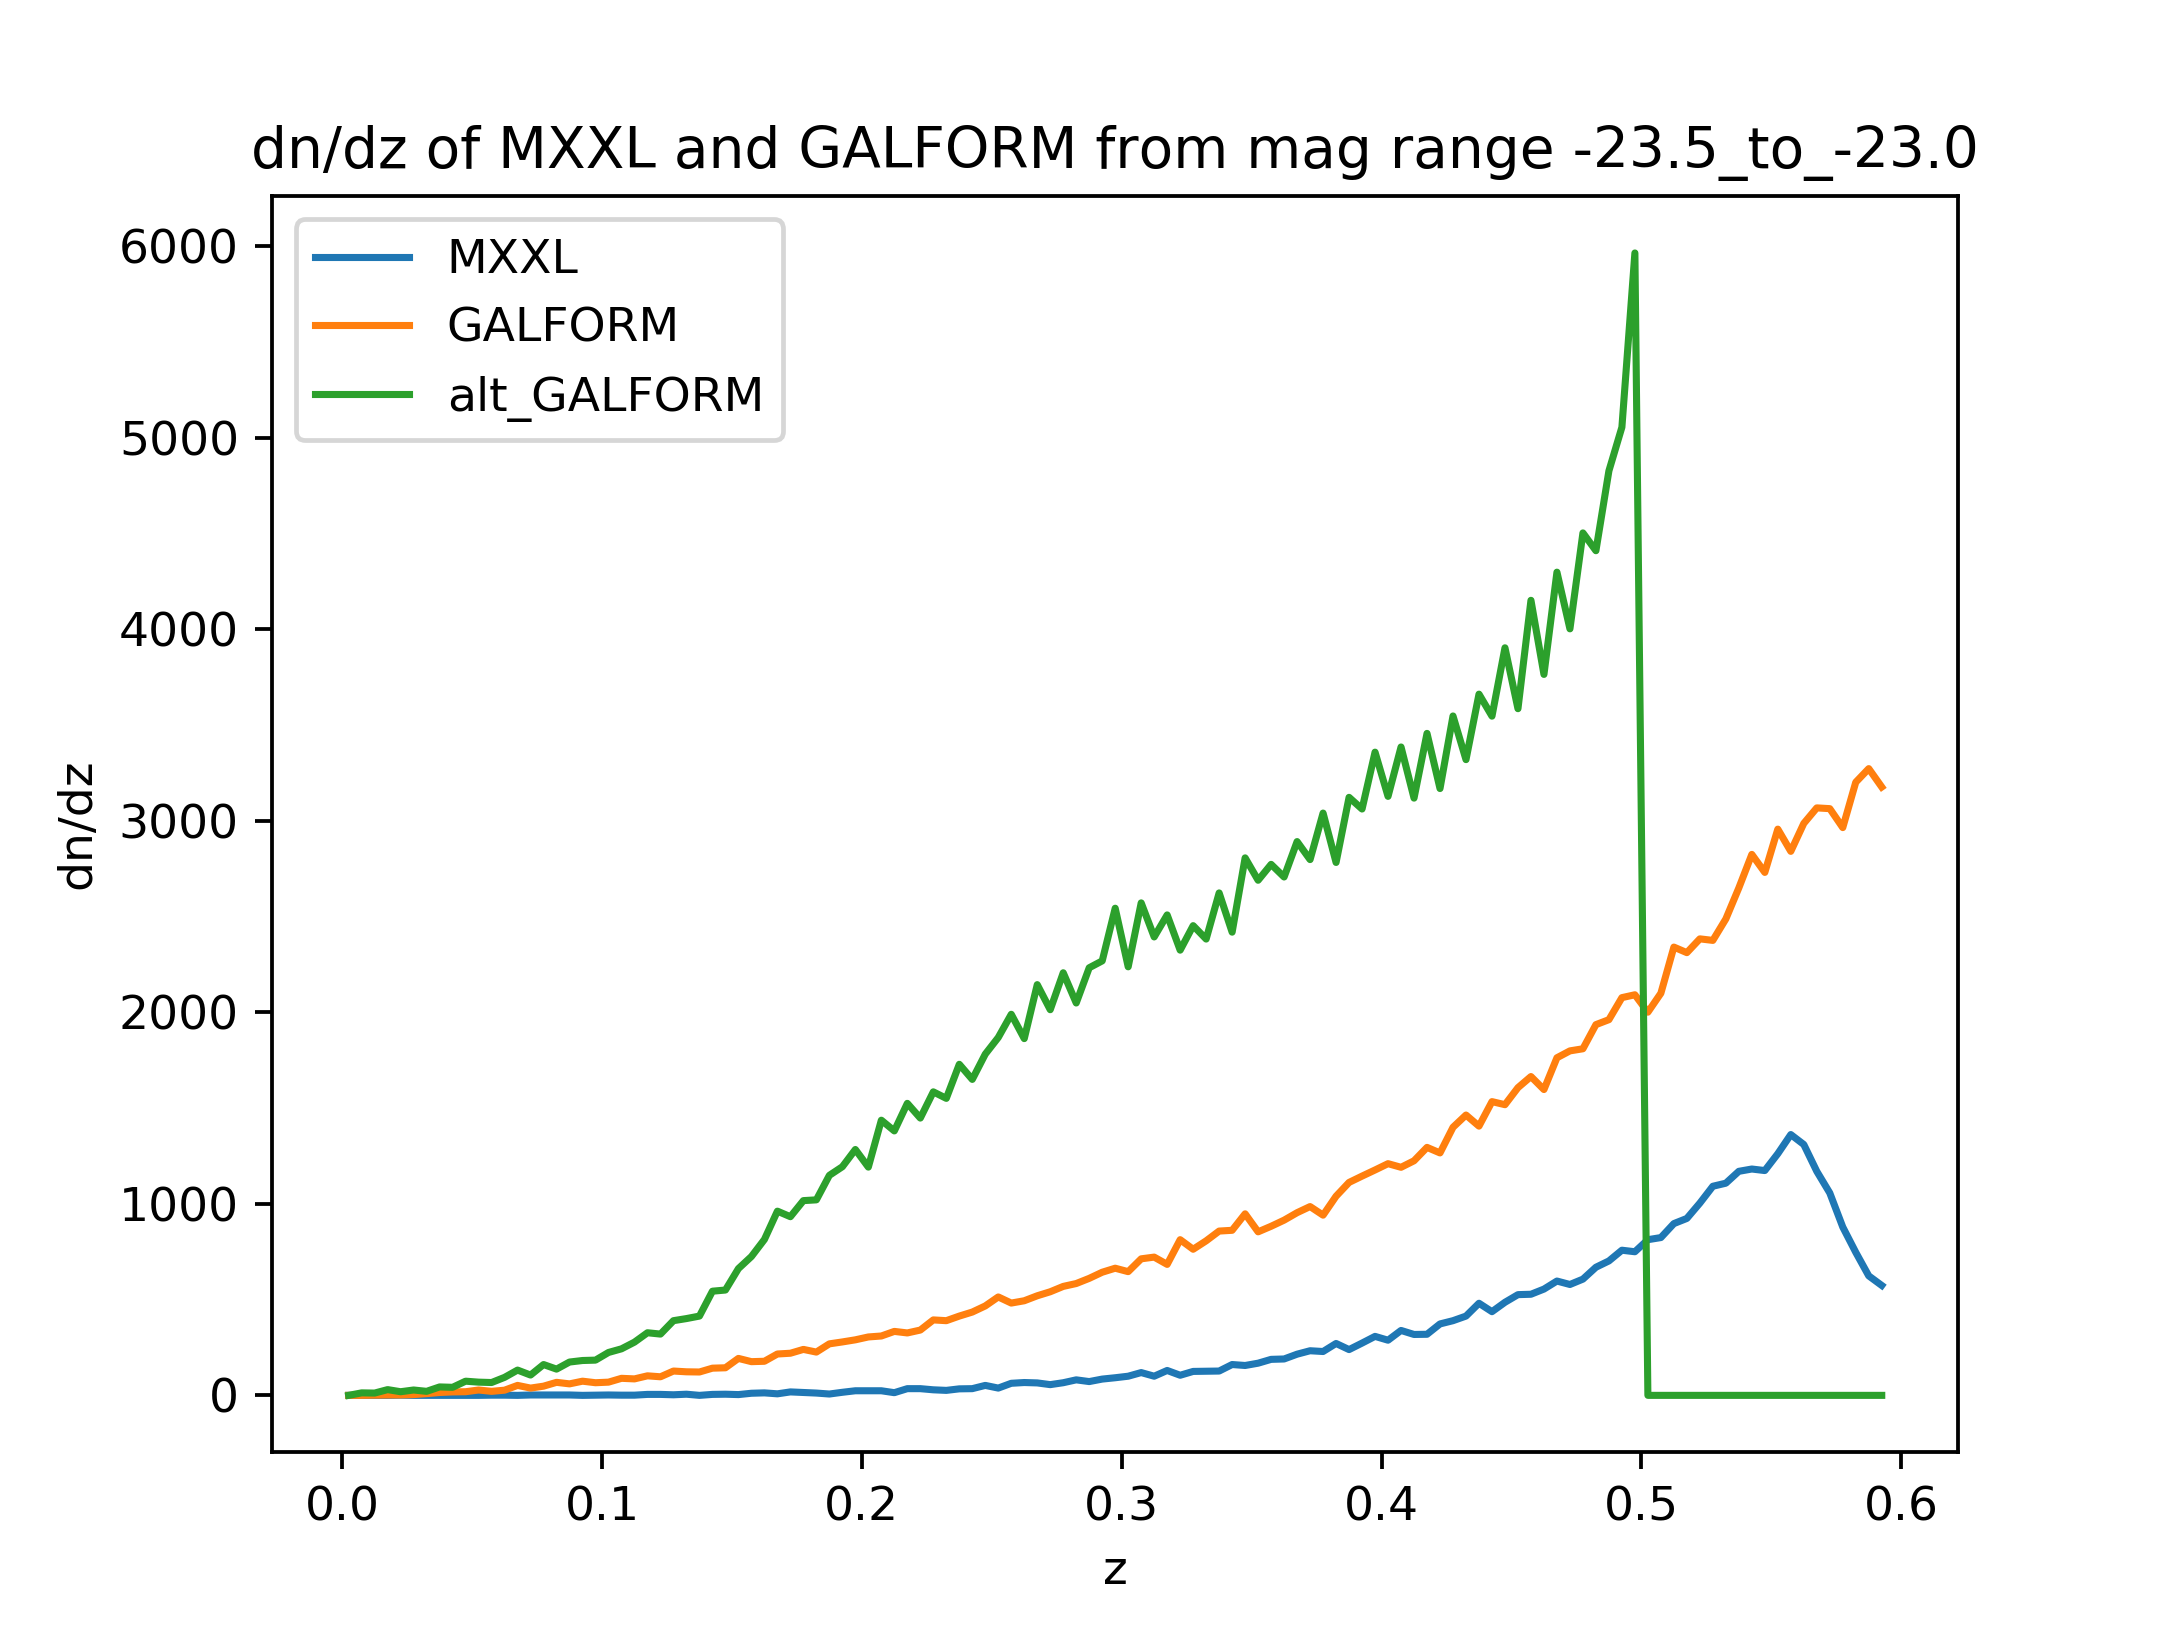 dn/dz of MXXL and GALFORM from mag range -23.5_to_-23.0
MXXL
GALFORM
alt_GALFORM
6000
5000
4000
3000
2000
1000
0
dn/dz
0.0 0.1 0.2 0.3 0.4 0.5 0.6
z